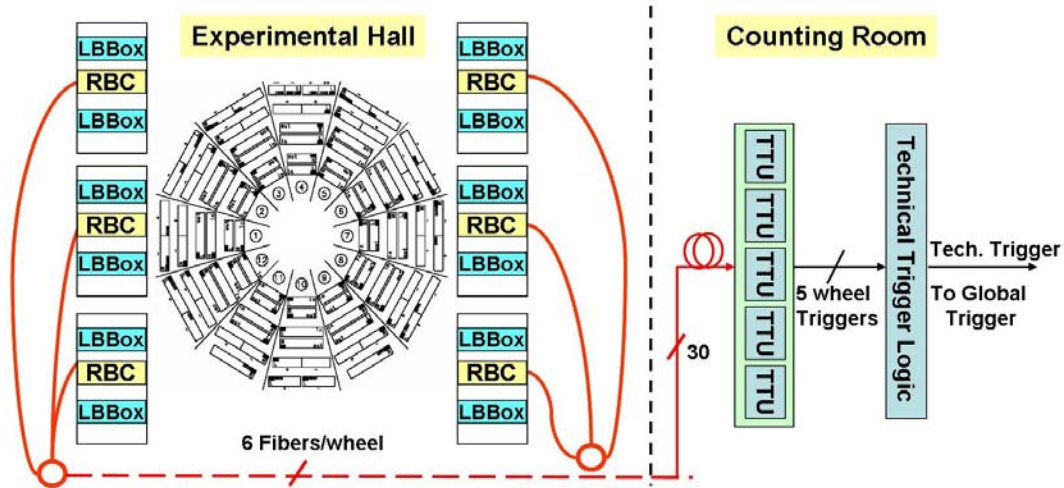 Experimental Hall
Counting Room
LBBox
RBC
LBBox
LBBox
RBC
LBBox
LBBox
RBC
LBBox
LBBox
RBC
LBBox
LBBox
RBC
LBBox
LBBox
RBC
LBBox
1
2
3
4
5
6
7
8
9
10
11
12
6 Fibers/wheel
30
TTU
TTU
TTU
TTU
TTU
5 wheel
Triggers
Technical Trigger Logic
Tech. Trigger
To Global
Trigger